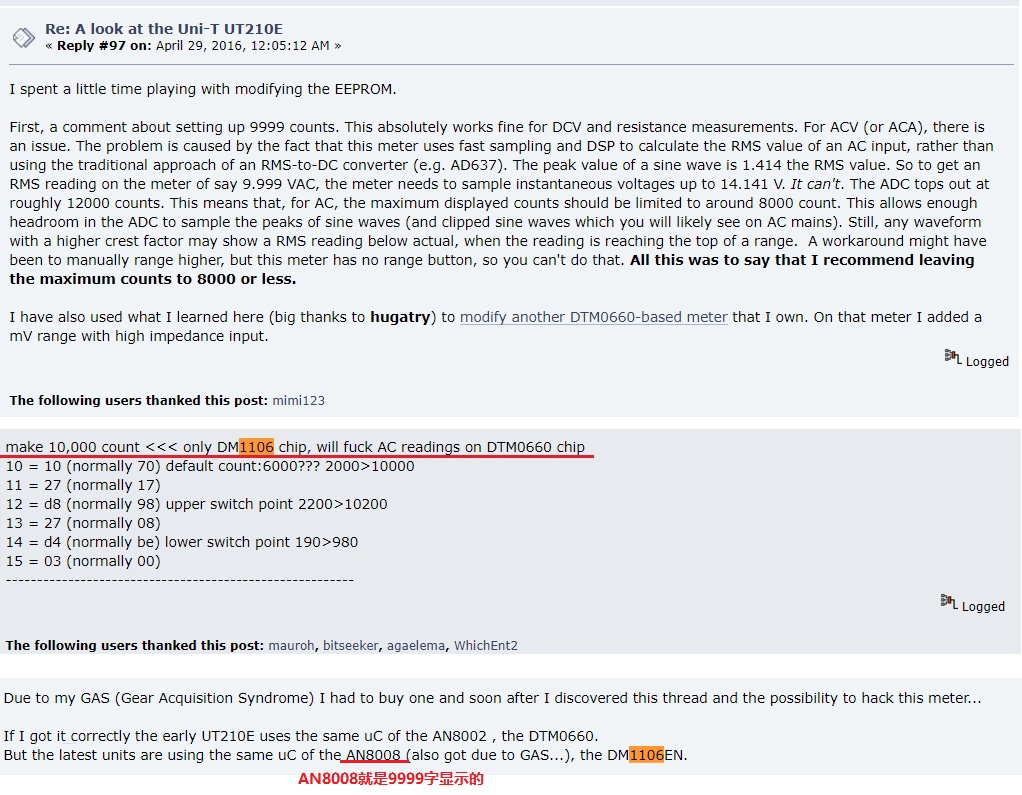 Re: A look at the Uni-T UT210E
« Reply #97 on: April 29, 2016, 12:05:12 AM »
I spent a little time playing with modifying the EEPROM.
First, a comment about setting up 9999 counts. This absolutely works fine for DCV and resistance measurements. For ACV (or ACA), there is
an issue. The problem is caused by the fact that this meter uses fast sampling and DSP to calculate the RMS value of an AC input, rather than
using the traditional approach of an RMS-to-DC converter (e.g. AD637). The peak value of a sine wave is 1.414 the RMS value. So to get an
RMS reading on the meter of say 9.999 VAC, the meter needs to sample instantaneous voltages up to 14.141 V. It can't. The ADC tops out at
roughly 12000 counts. This means that, for AC, the maximum displayed counts should be limited to around 8000 count. This allows enough
headroom in the ADC to sample the peaks of sine waves (and clipped sine waves which you will likely see on AC mains). Still, any waveform
with a higher crest factor may show a RMS reading below actual, when the reading is reaching the top of a range.  A workaround might have
been to manually range higher, but this meter has no range button, so you can't do that. All this was to say that I recommend leaving
the maximum counts to 8000 or less.
I have also used what I learned here (big thanks to hugatry) to modify another DTM0660-based meter that I own. On that meter I added a
mV range with high impedance input.
Logged
The following users thanked this post: mimi123
make 10,000 count <<< only DM1106 chip, will fuck AC readings on DTM0660 chip
10 = 10 (normally 70) default count:6000??? 2000>10000
11 = 27 (normally 17)
12 = d8 (normally 98) upper switch point 2200>10200
13 = 27 (normally 08)
14 = d4 (normally be) lower switch point 190>980
15 = 03 (normally 00)
-------------------------------------------------------
Logged
The following users thanked this post: mauroh, bitseeker, agaelema, WhichEnt2
Due to my GAS (Gear Acquisition Syndrome) I had to buy one and soon after I discovered this thread and the possibility to hack this meter...
If I got it correctly the early UT210E uses the same uC of the AN8002 , the DTM0660.
But the latest units are using the same uC of the AN8008 (also got due to GAS...), the DM1106EN.
AN8008就是9999字显示的